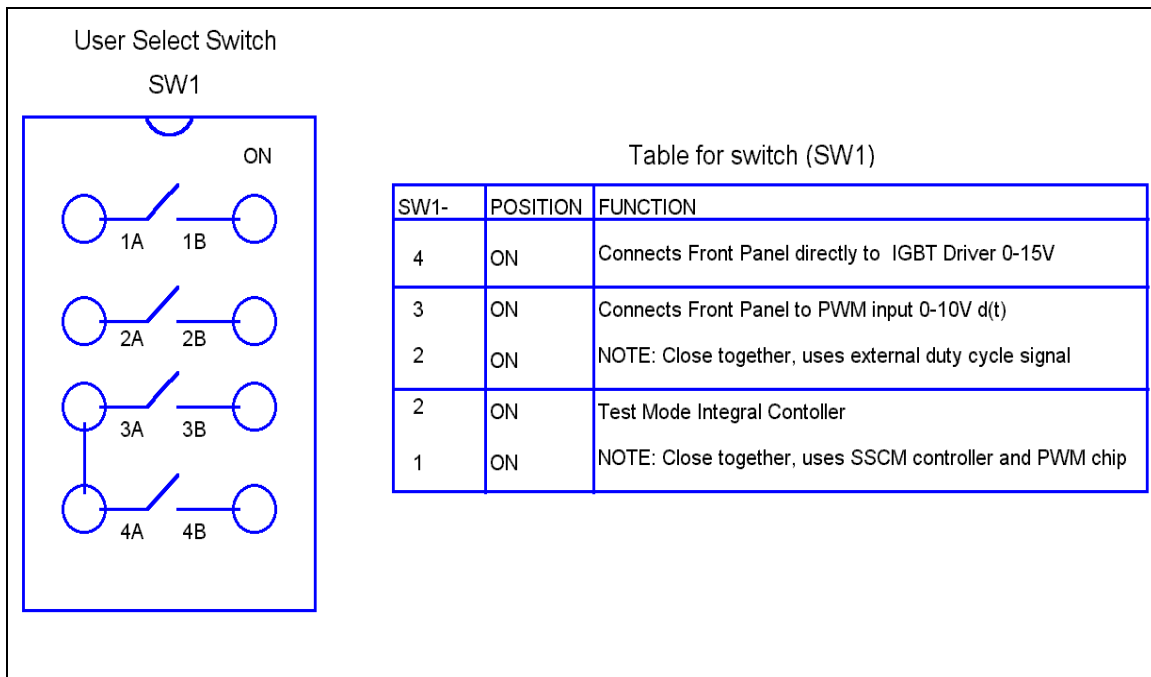 User Select Switch
SW1
ON
1A 1B
2A 2B
3A 3B
4A 4B
Table for switch (SW1)
SW1- POSITION FUNCTION
4 ON Connects Front Panel directly to IGBT Driver 0-15V
3 ON Connects Front Panel to PWM input 0-10V d(t)
2 ON NOTE: Close together, uses external duty cycle signal
2 ON Test Mode Integral Contoller
1 ON NOTE: Close together, uses SSCM controller and PWM chip